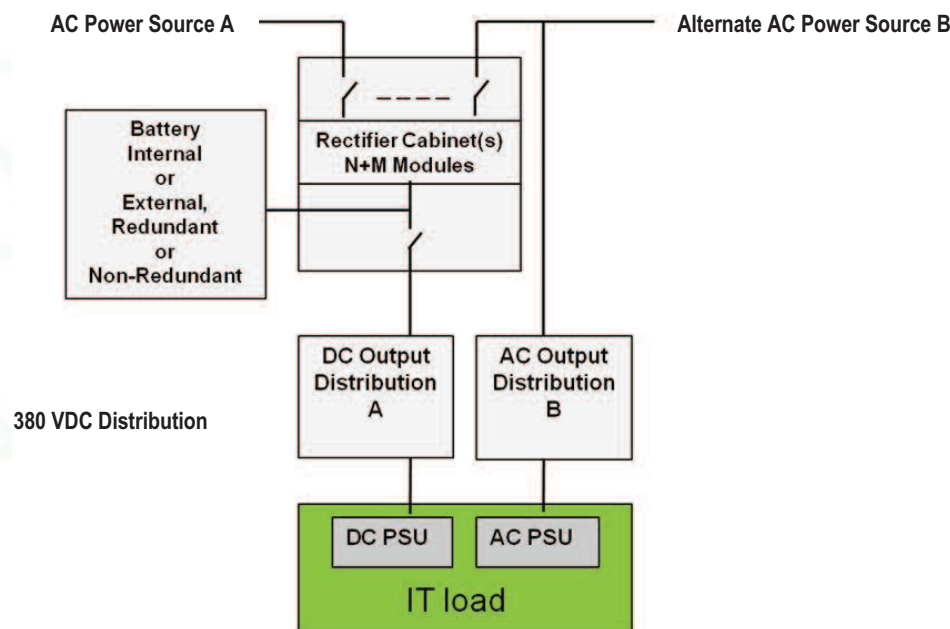 AC Power Source A
Alternate AC Power Source B
Battery
Internal
or
External,
Redundant
or
Non-Redundant
Rectifier Cabinet(s)
N+M Modules
DC Output
Distribution
A
AC Output
Distribution
B
380 VDC Distribution
DC PSU
AC PSU
IT load